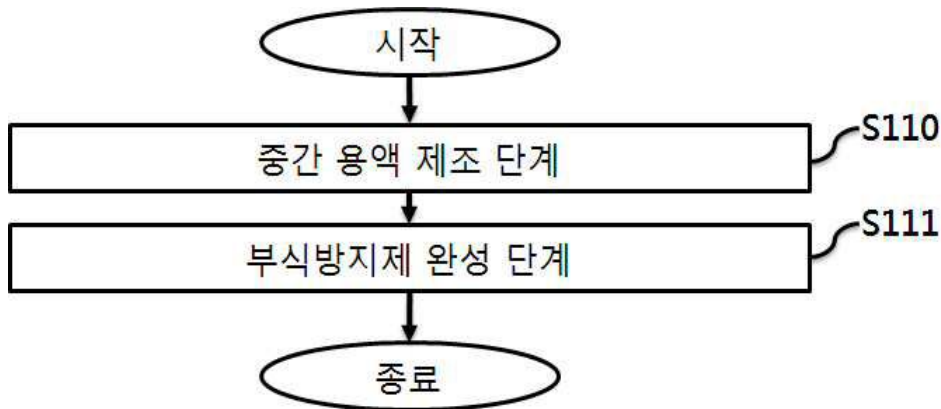 시작
S110
중간 용액 제조 단계
S111
부식방지제 완성 단계
종료